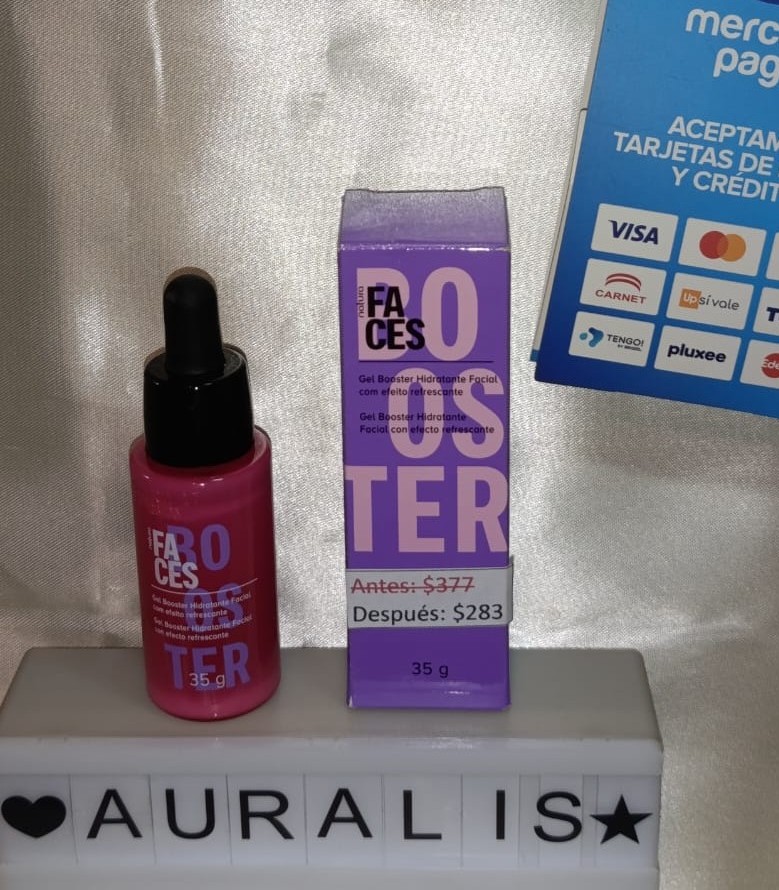 merc
pag
ACEPTAM
TARJETAS DE
Y CRÉDIT
VISA
CARNET
Up sí vale
TENGO!
pluxee
Ede
natura
FA
CES
BO
OS
TER
Gel Booster Hidratante Facial
com efeito refrescante
Gel Booster Hidratante
Facial con efecto refrescante
Antes: $377
Después: $283
35 g
natura
FA
CES
BO
OS
TER
Gel Booster Hidratante Facial
com efeito refrescante
Gel Booster Hidratante Facial
con efecto refrescante
35 g
♥AURALIS★